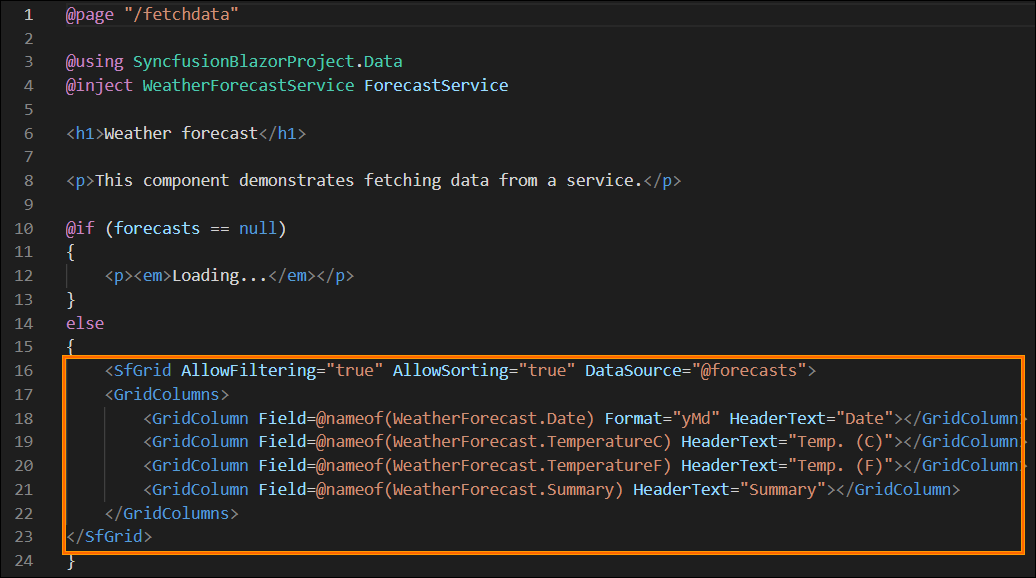 1 @page "/fetchdata"
2
3 @using SyncfusionBlazorProject.Data
4 @inject WeatherForecastService ForecastService
5
6 <h1>Weather forecast</h1>
7
8 <p>This component demonstrates fetching data from a service.</p>
9
10 @if (forecasts == null)
11 {
12     <p><em>Loading...</em></p>
13 }
14 else
15 {
16     <SfGrid AllowFiltering="true" AllowSorting="true" DataSource="@forecasts">
17     <GridColumns>
18         <GridColumn Field=@nameof(WeatherForecast.Date) Format="yMd" HeaderText="Date"></GridColumn>
19         <GridColumn Field=@nameof(WeatherForecast.TemperatureC) HeaderText="Temp. (C)"></GridColumn>
20         <GridColumn Field=@nameof(WeatherForecast.TemperatureF) HeaderText="Temp. (F)"></GridColumn>
21         <GridColumn Field=@nameof(WeatherForecast.Summary) HeaderText="Summary"></GridColumn>
22     </GridColumns>
23 </SfGrid>
24 }